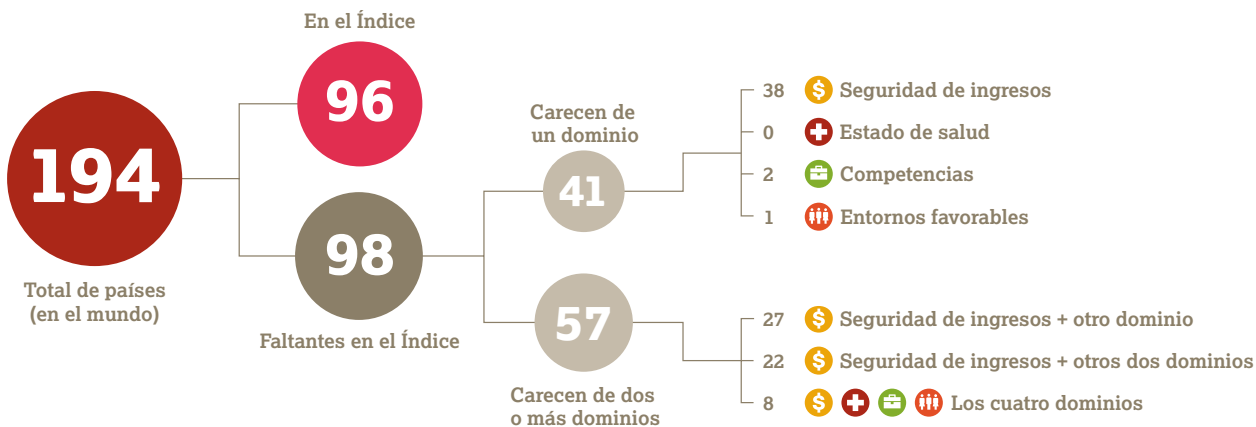 En el Índice
96
194
Total de países
(en el mundo)
98
Faltantes en el Índice
Carecen de
un dominio
41
38 $ Seguridad de ingresos
0 Estado de salud
2 Competencias
1 Entornos favorables
57
Carecen de dos
o más dominios
27 $ Seguridad de ingresos + otro dominio
22 $ Seguridad de ingresos + otros dos dominios
8 $ Los cuatro dominios